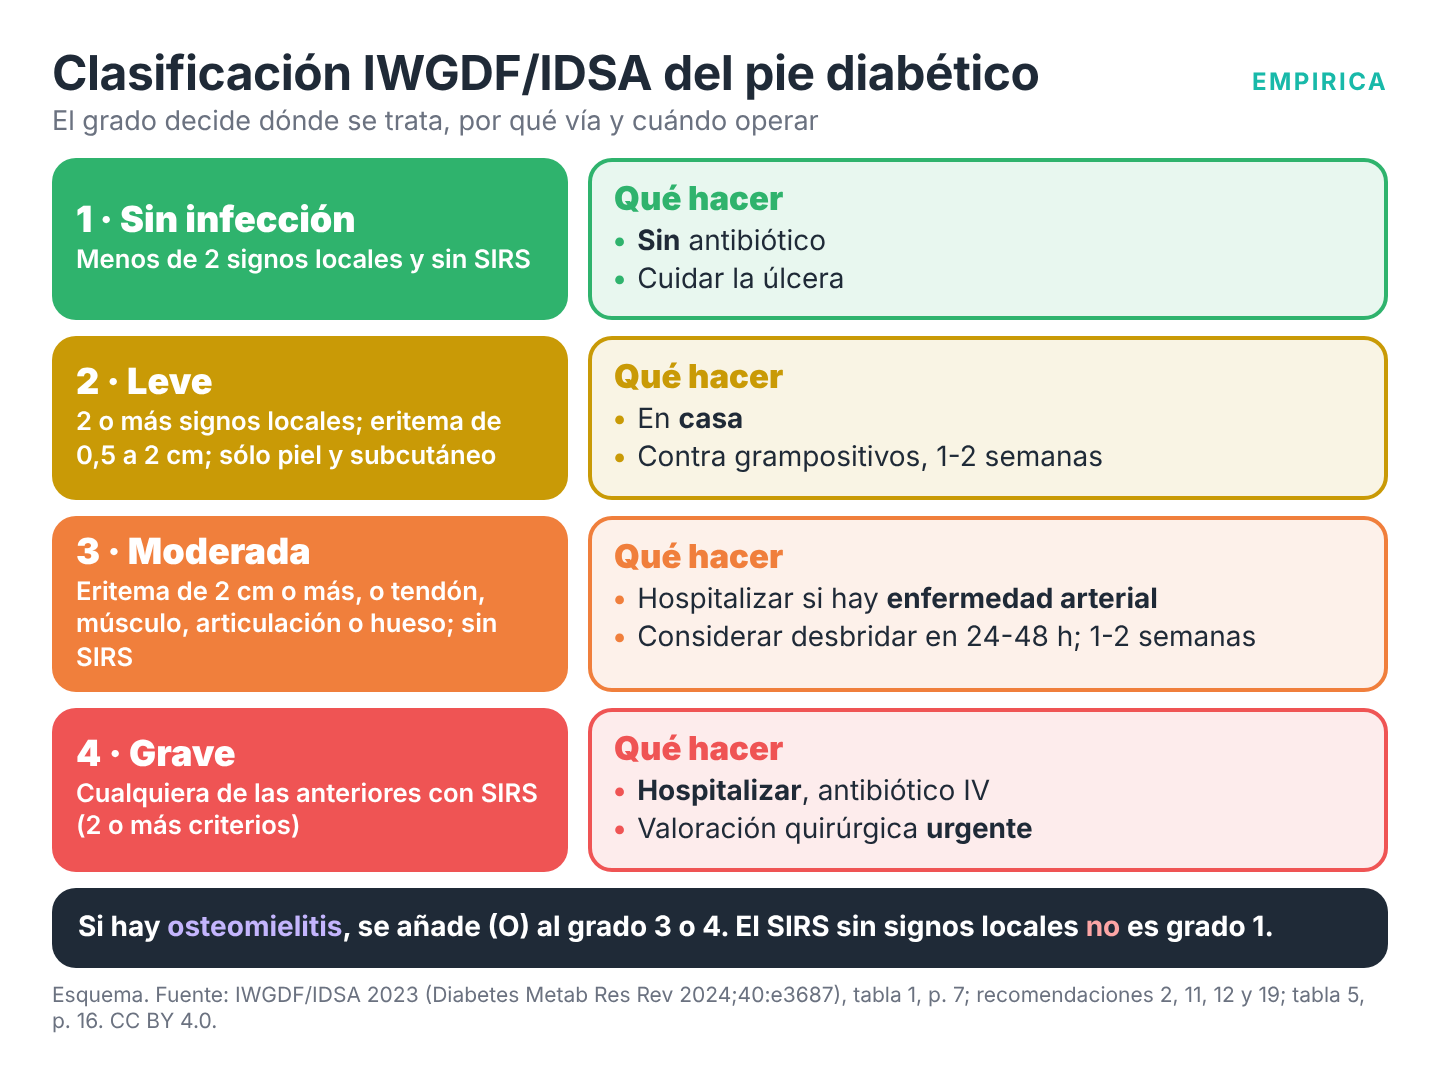 Clasificación IWGDF/IDSA del pie diabético
EMPIRICA
El grado decide dónde se trata, por qué vía y cuándo operar
1 · Sin infección
Menos de 2 signos locales y sin SIRS
Qué hacer
• Sin antibiótico
• Cuidar la úlcera
2 · Leve
2 o más signos locales; eritema de
0,5 a 2 cm; sólo piel y subcutáneo
Qué hacer
• En casa
• Contra grampositivos, 1-2 semanas
3 · Moderada
Eritema de 2 cm o más, o tendón,
músculo, articulación o hueso; sin
SIRS
Qué hacer
• Hospitalizar si hay enfermedad arterial
• Considerar desbridar en 24-48 h; 1-2 semanas
4 · Grave
Cualquiera de las anteriores con SIRS
(2 o más criterios)
Qué hacer
• Hospitalizar, antibiótico IV
• Valoración quirúrgica urgente
Si hay osteomielitis, se añade (O) al grado 3 o 4. El SIRS sin signos locales no es grado 1.
Esquema. Fuente: IWGDF/IDSA 2023 (Diabetes Metab Res Rev 2024;40:e3687), tabla 1, p. 7; recomendaciones 2, 11, 12 y 19; tabla 5,
p. 16. CC BY 4.0.